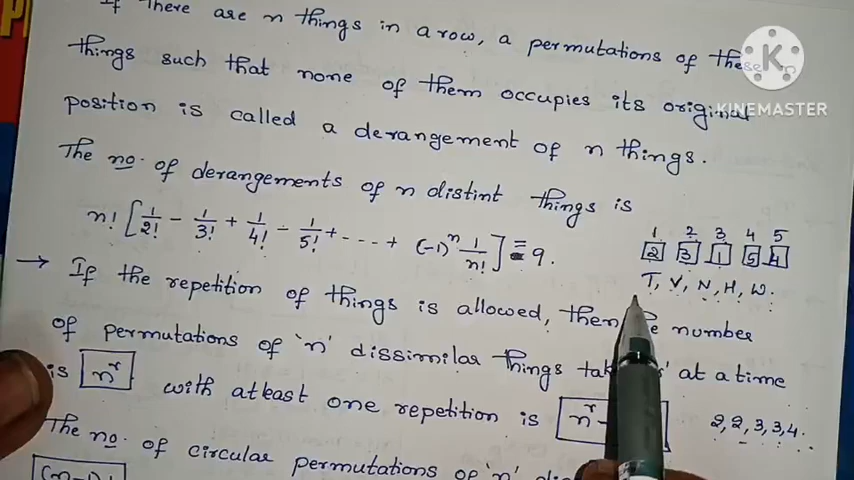 If there are n things in a row, a permutations of these n
things such that none of them occupies its original
position is called a derangement of n things.
The no. of derangements of n distint things is
n! [1/2! - 1/3! + 1/4! - 1/5! + ---- + (-1)^n 1/n!] = 9.
1 2 3 4 5
2 3 1 5 4
T, V, N, H, W.
→ If the repetition of things is allowed, then number
of permutations of 'n' dissimilar things at a time
is n^r with atleast one repetition is n^r -
2, 2, 3, 3, 4.
The no. of circular permutations of 'n'
KINEMASTER